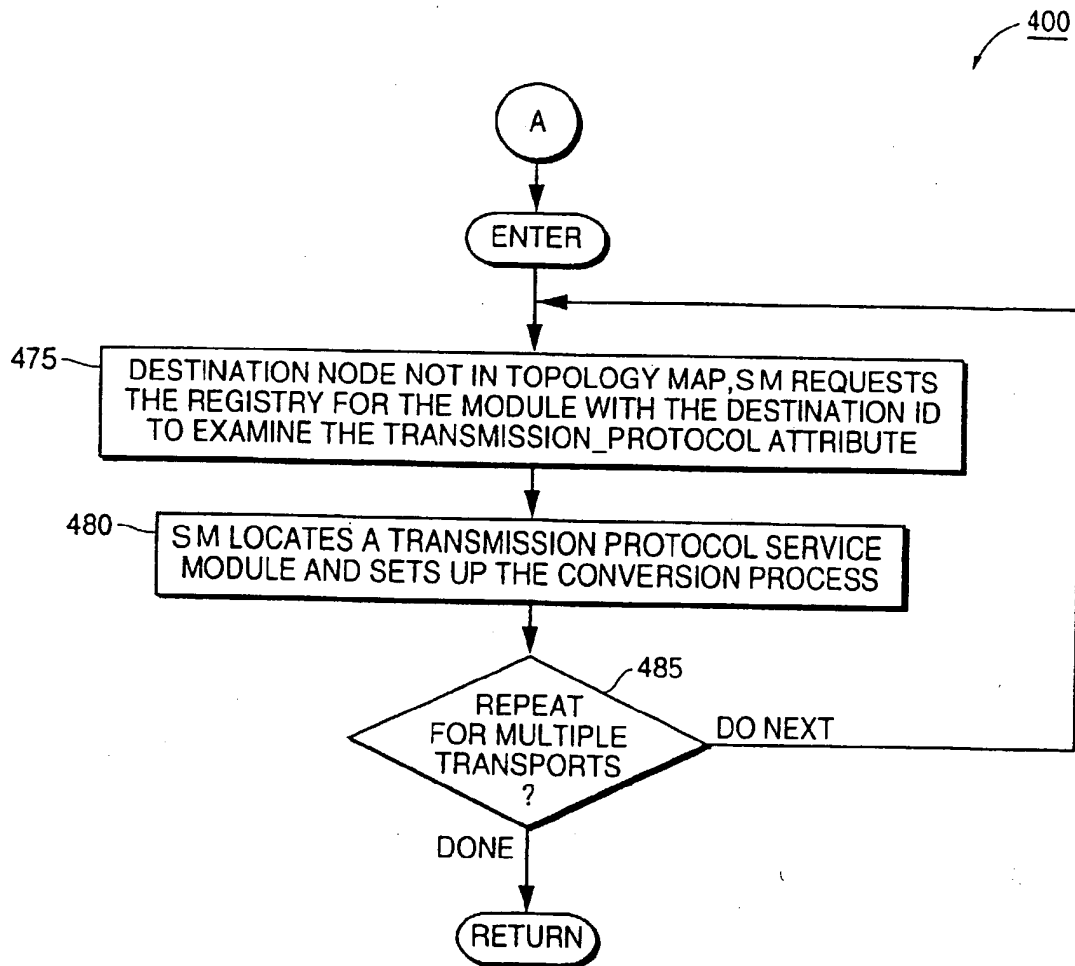 400
A
ENTER
475
DESTINATION NODE NOT IN TOPOLOGY MAP,SM REQUESTS
THE REGISTRY FOR THE MODULE WITH THE DESTINATION ID
TO EXAMINE THE TRANSMISSION_PROTOCOL ATTRIBUTE
480
SM LOCATES A TRANSMISSION PROTOCOL SERVICE
MODULE AND SETS UP THE CONVERSION PROCESS
485
REPEAT
FOR MULTIPLE
TRANSPORTS
?
DO NEXT
DONE
RETURN